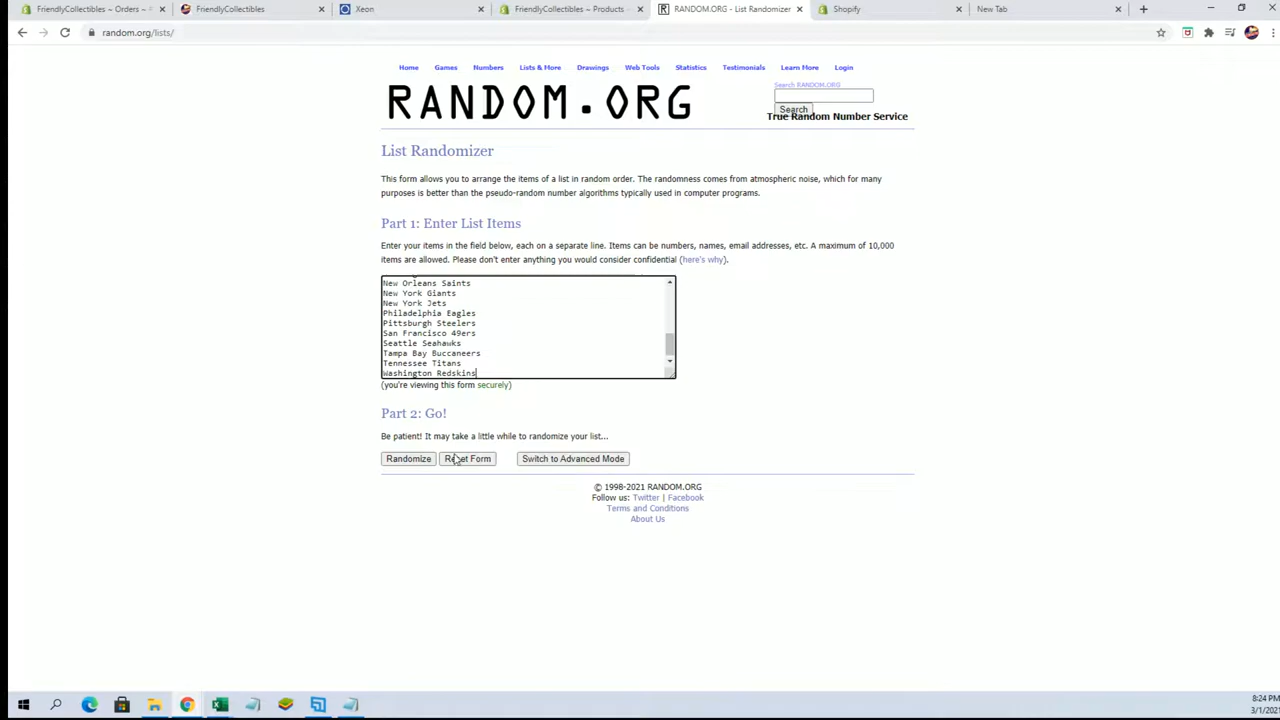 FriendlyCollectibles ~ Orders ~
FriendlyCollectibles
Xeon
FriendlyCollectibles ~ Products
RANDOM.ORG - List Randomizer
Shopify
New Tab
random.org/lists/
Home Games Numbers Lists & More Drawings Web Tools Statistics Testimonials Learn More Login
RANDOM.ORG
Search RANDOM.ORG
Search
True Random Number Service
List Randomizer
This form allows you to arrange the items of a list in random order. The randomness comes from atmospheric noise, which for many
purposes is better than the pseudo-random number algorithms typically used in computer programs.
Part 1: Enter List Items
Enter your items in the field below, each on a separate line. Items can be numbers, names, email addresses, etc. A maximum of 10,000
items are allowed. Please don't enter anything you would consider confidential (here's why).
New Orleans Saints
New York Giants
New York Jets
Philadelphia Eagles
Pittsburgh Steelers
San Francisco 49ers
Seattle Seahawks
Tampa Bay Buccaneers
Tennessee Titans
Washington Redskins
(you're viewing this form securely)
Part 2: Go!
Be patient! It may take a little while to randomize your list...
Randomize Reset Form Switch to Advanced Mode
© 1998-2021 RANDOM.ORG
Follow us: Twitter | Facebook
Terms and Conditions
About Us
8:24 PM
3/1/2021